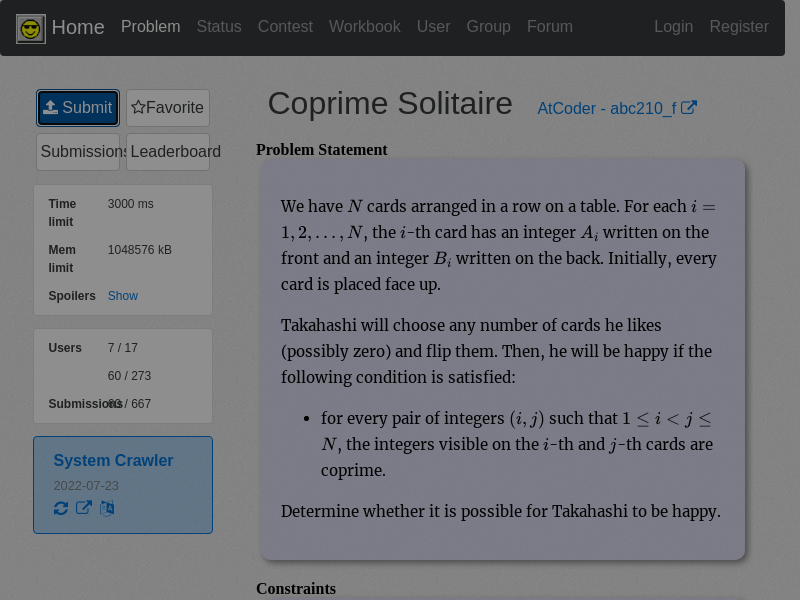 Home Problem Status Contest Workbook User Group Forum Login Register
Submit Favorite
Submissions Leaderboard
Time limit 3000 ms
Mem limit 1048576 kB
Spoilers Show
Users 7 / 17
60 / 273
Submissions / 667
System Crawler
2022-07-23
Coprime Solitaire AtCoder - abc210_f
Problem Statement
We have N cards arranged in a row on a table. For each i =
1, 2, . . . , N, the i-th card has an integer A_i written on the
front and an integer B_i written on the back. Initially, every
card is placed face up.
Takahashi will choose any number of cards he likes
(possibly zero) and flip them. Then, he will be happy if the
following condition is satisfied:
• for every pair of integers (i, j) such that 1 ≤ i < j ≤
N, the integers visible on the i-th and j-th cards are
coprime.
Determine whether it is possible for Takahashi to be happy.
Constraints